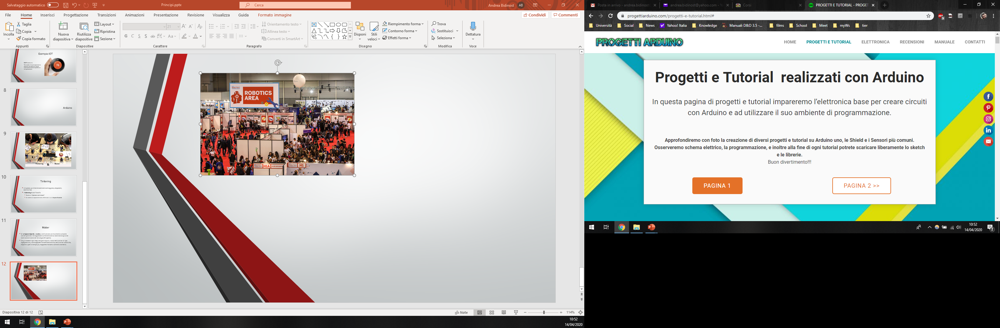 Salvataggio automatico
Principi.pptx
Cerca
Andrea Bidinost
AB
File Home Inserisci Progettazione Transizioni Animazioni Presentazione Revisione Visualizza Guida Formato immagine
Condividi
Commenti
Incolla
Taglia
Copia
Copia formato
Appunti
Nuova
diapositiva
Riutilizza
diapositive
Layout
Ripristina
Sezione
Diapositive
21
G C S S ab AV Aa A
Carattere
Orientamento testo
Allinea testo
Converti in SmartArt
Paragrafo
Disponi
Stili
veloci
Riempimento forma
Contorno forma
Effetti forma
Disegno
Trova
Sostituisci
Seleziona
Modifica
Dettatura
Voce
Esempio IOT
76
8
Arduino
9
Tinkering & Maker
10
Tinkering
11
Maker
12
ROBOTICS
AREA
H1A
H1
Diapositiva 12 di 12
Note
114%
10:52
14/04/2020
Posta in arrivo - andrea.bidinost
andrea.bidinost@yahoo.com - Y
Corsi
PROGETTI E TUTORIAL - PROGET
progettiarduino.com/progetti-e-tutorial.html#
Università Social News Yahoo! Italia Knowledge Manuali D&D 3.5 -... films School Meet myWs tier
PROGETTI ARDUINO
HOME PROGETTI E TUTORIAL ELETTRONICA RECENSIONI MANUALE CONTATTI
Progetti e Tutorial realizzati con Arduino
In questa pagina di progetti e tutorial impareremo l’elettronica base per creare circuiti
con Arduino e ad utilizzare il suo ambiente di programmazione.
Approfondiremo con foto la creazione di diversi progetti e tutorial su Arduino uno, le Shield e i Sensori più comuni.
Osserveremo schema elettrico, la programmazione, e inoltre alla fine di ogni tutorial potrete scaricare liberamente lo sketch
e le librerie.
Buon divertimento!!!
PAGINA 1
PAGINA 2 >>
10:52
14/04/2020
2